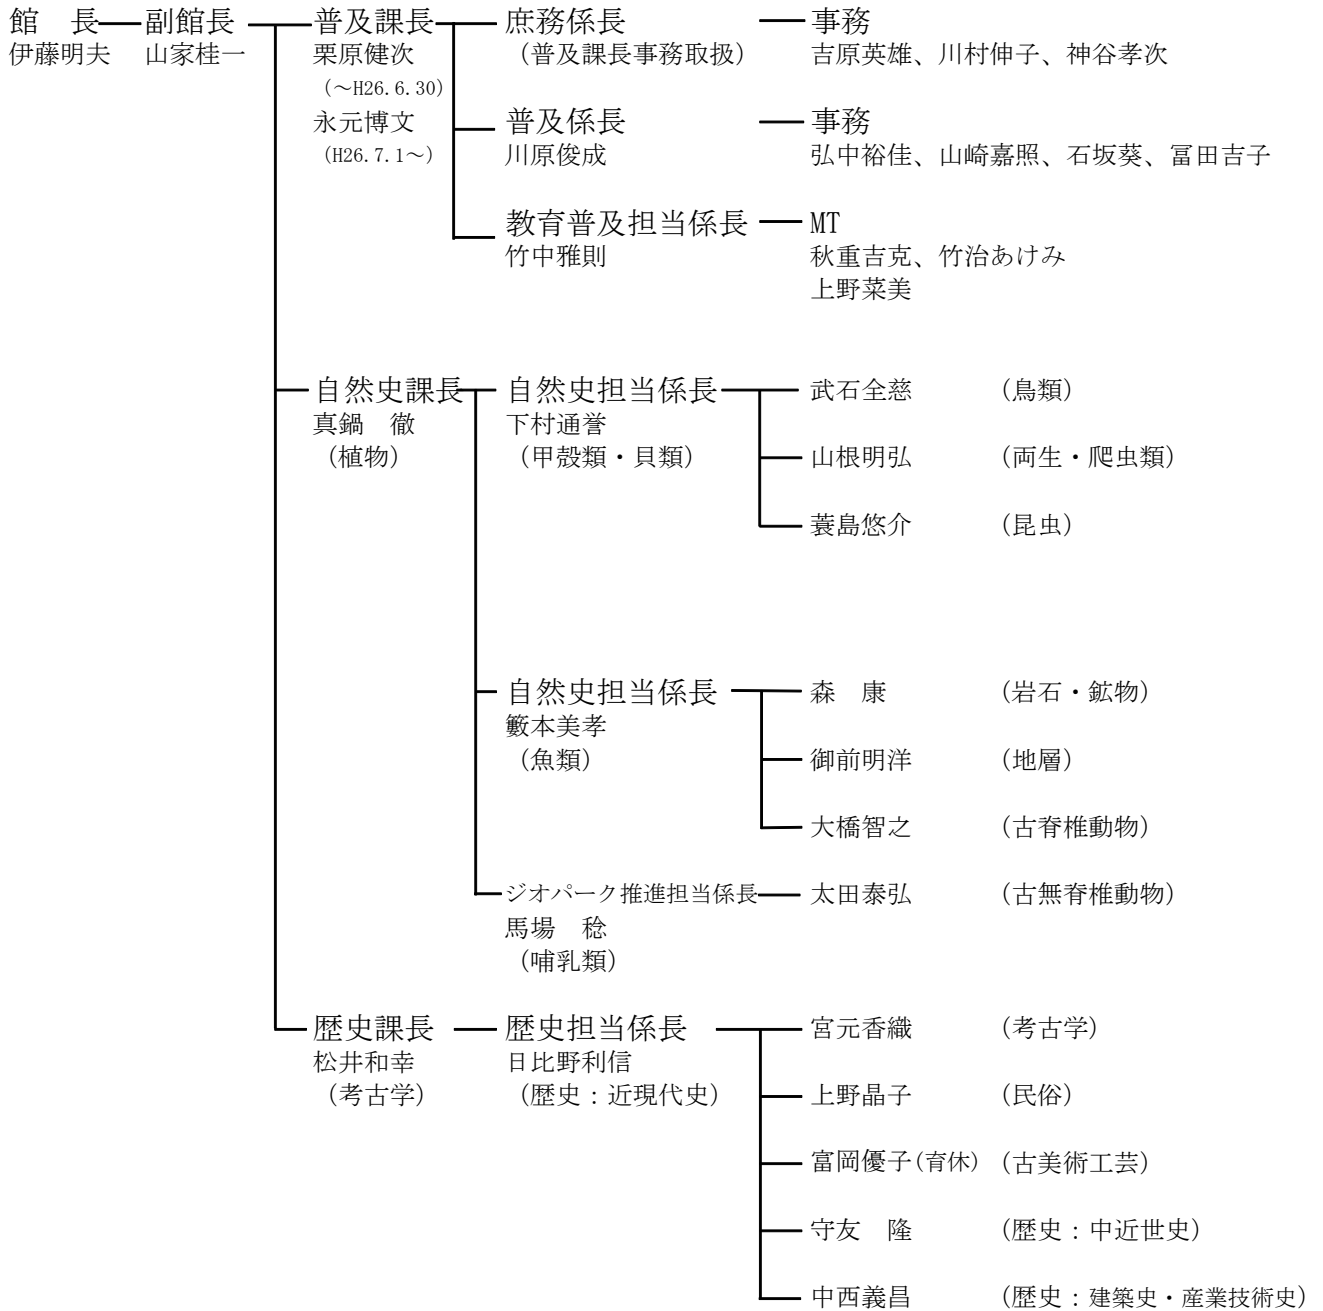 館　長　副館長　普及課長　庶務係長　事務
伊藤明夫　山家桂一　栗原健次　（普及課長事務取扱）　吉原英雄、川村伸子、神谷孝次
（～H26.6.30）
永元博文　普及係長　事務
（H26.7.1～）　川原俊成　弘中裕佳、山崎嘉照、石坂葵、冨田吉子
教育普及担当係長　MT
竹中雅則　秋重吉克、竹治あけみ
上野菜美
自然史課長　自然史担当係長　武石全慈　（鳥類）
真鍋　徹　下村通誉
（植物）　（甲殻類・貝類）　山根明弘　（両生・爬虫類）
蓑島悠介　（昆虫）
自然史担当係長　森　康　（岩石・鉱物）
籔本美孝
（魚類）　御前明洋　（地層）
大橋智之　（古脊椎動物）
ジオパーク推進担当係長　太田泰弘　（古無脊椎動物）
馬場　稔
（哺乳類）
歴史課長　歴史担当係長　宮元香織　（考古学）
松井和幸　日比野利信
（考古学）　（歴史：近現代史）　上野晶子　（民俗）
富岡優子(育休)　（古美術工芸）
守友　隆　（歴史：中近世史）
中西義昌　（歴史：建築史・産業技術史）